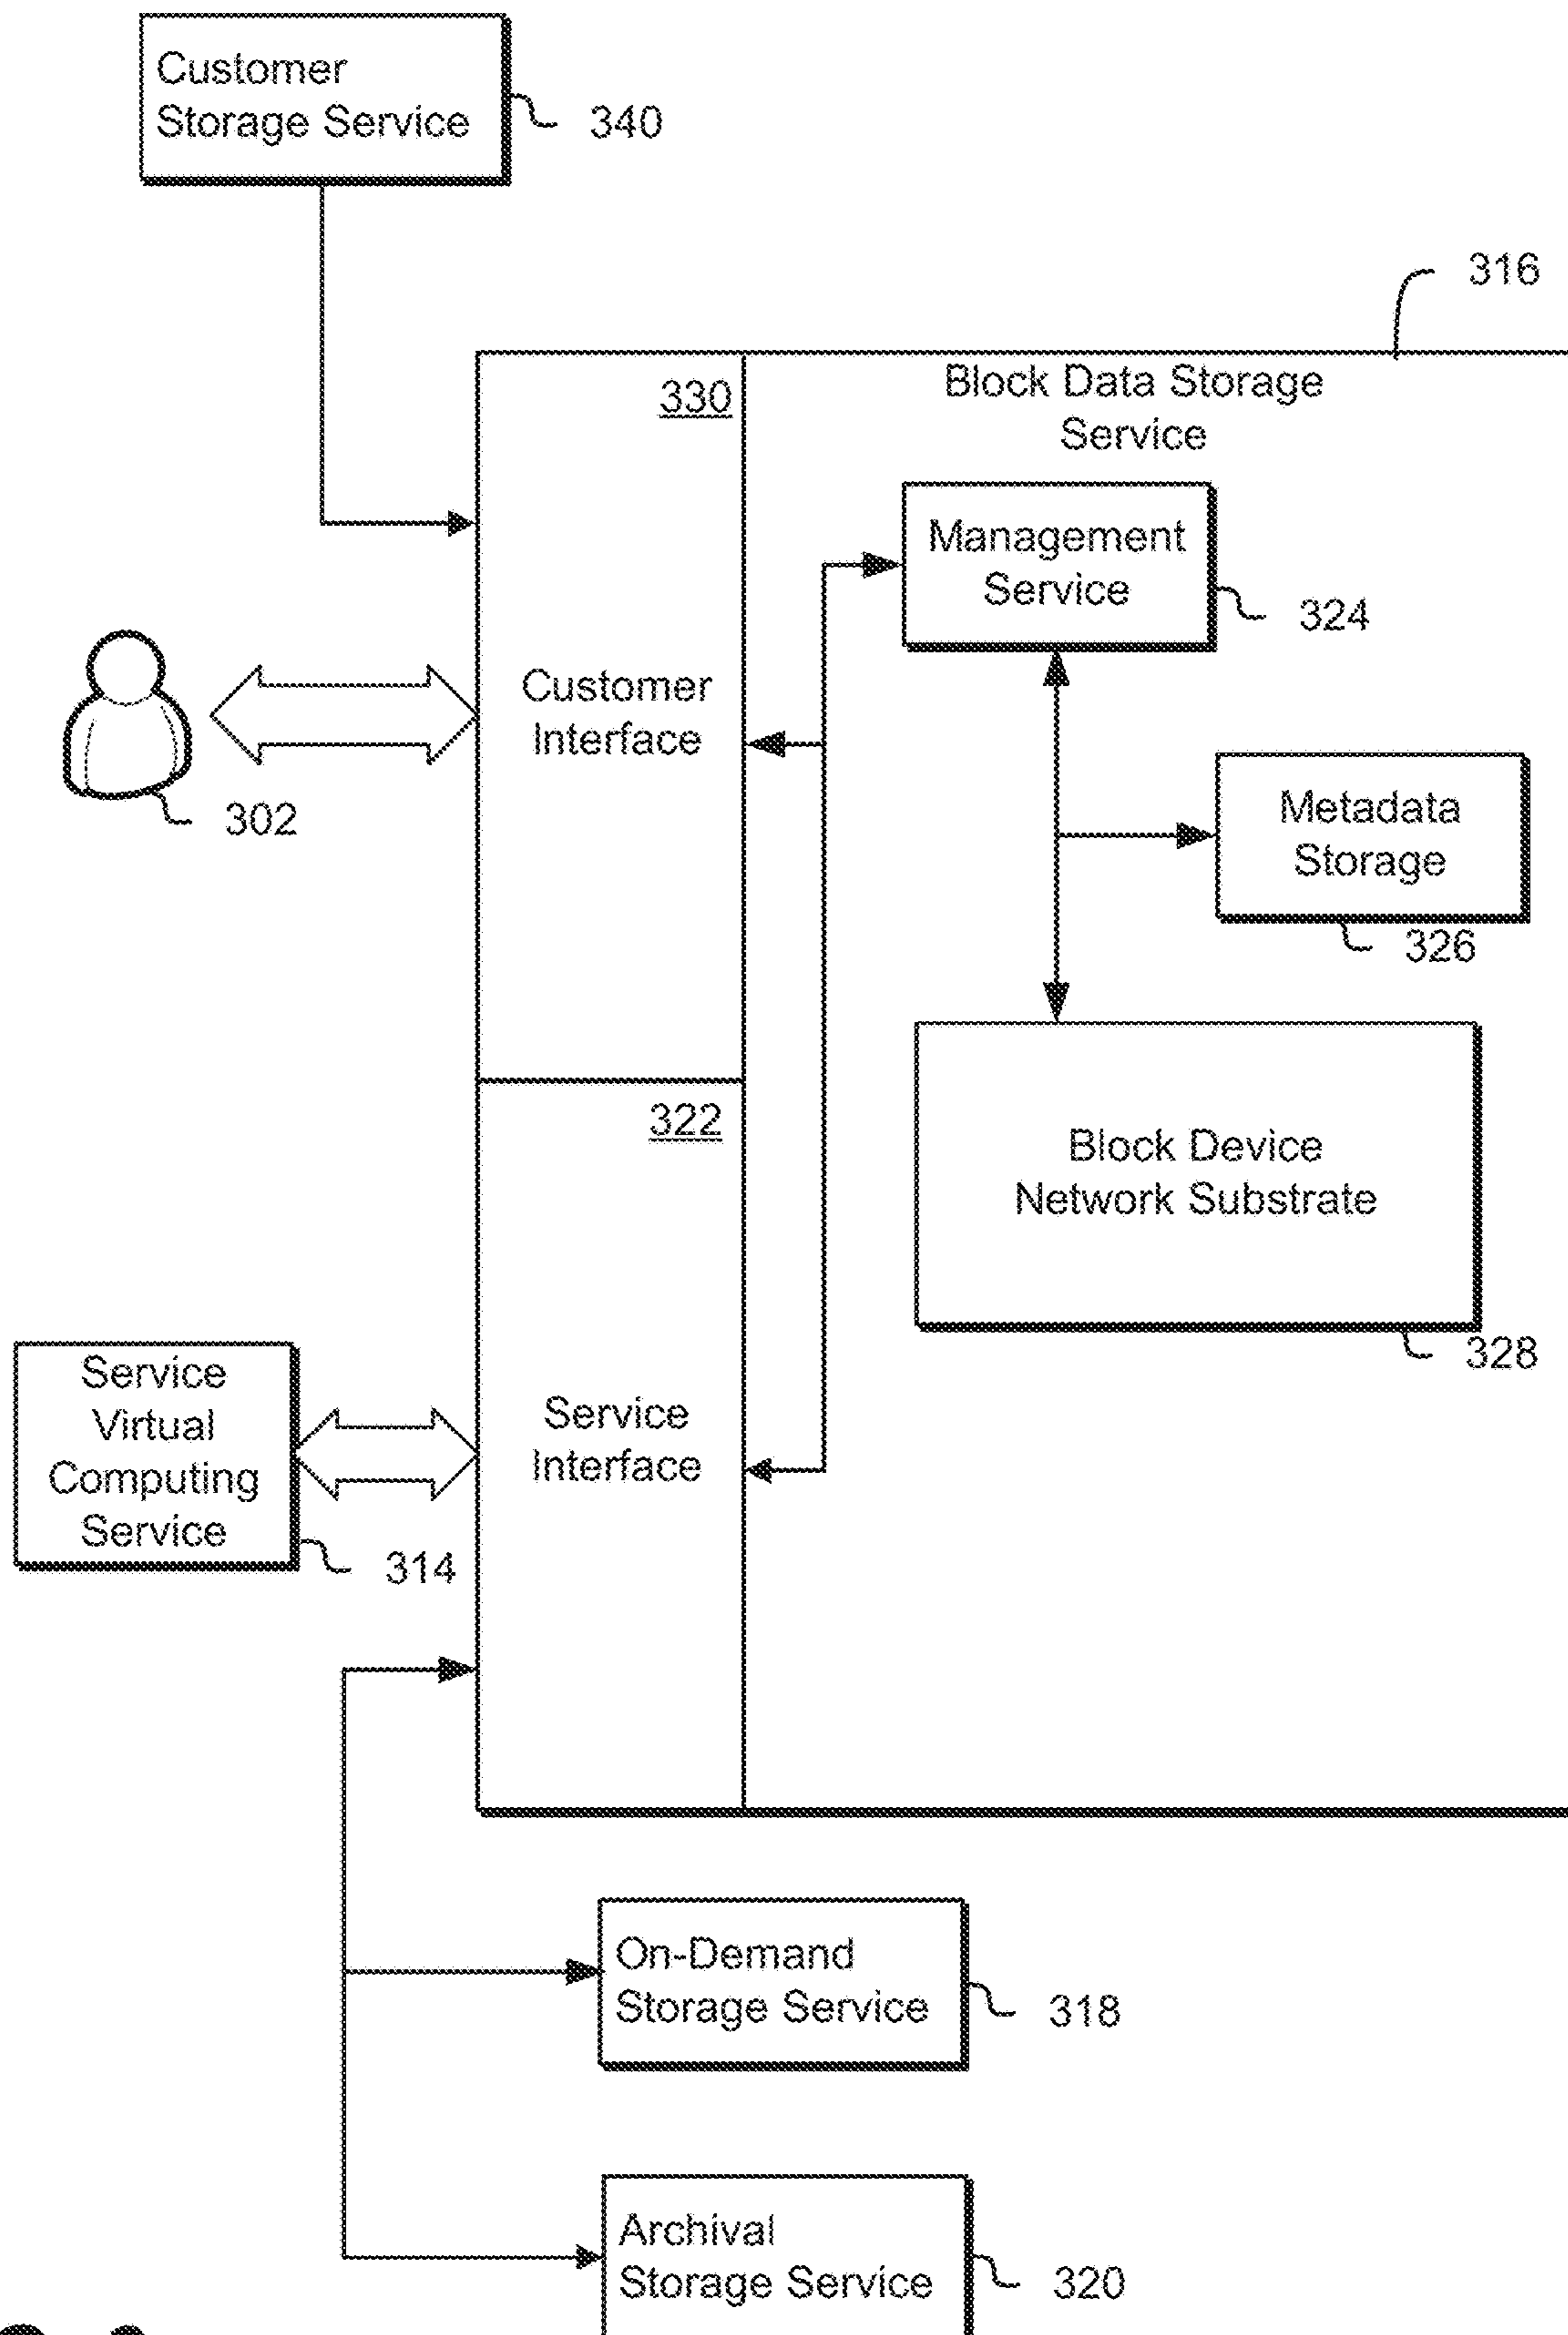 Customer
Storage Service
340
316
330
Block Data Storage
Service
Management
Service
324
Customer
Interface
302
Metadata
Storage
326
322
Block Device
Network Substrate
328
Service
Virtual
Computing
Service
314
Service
Interface
On-Demand
Storage Service
318
Archival
Storage Service
320